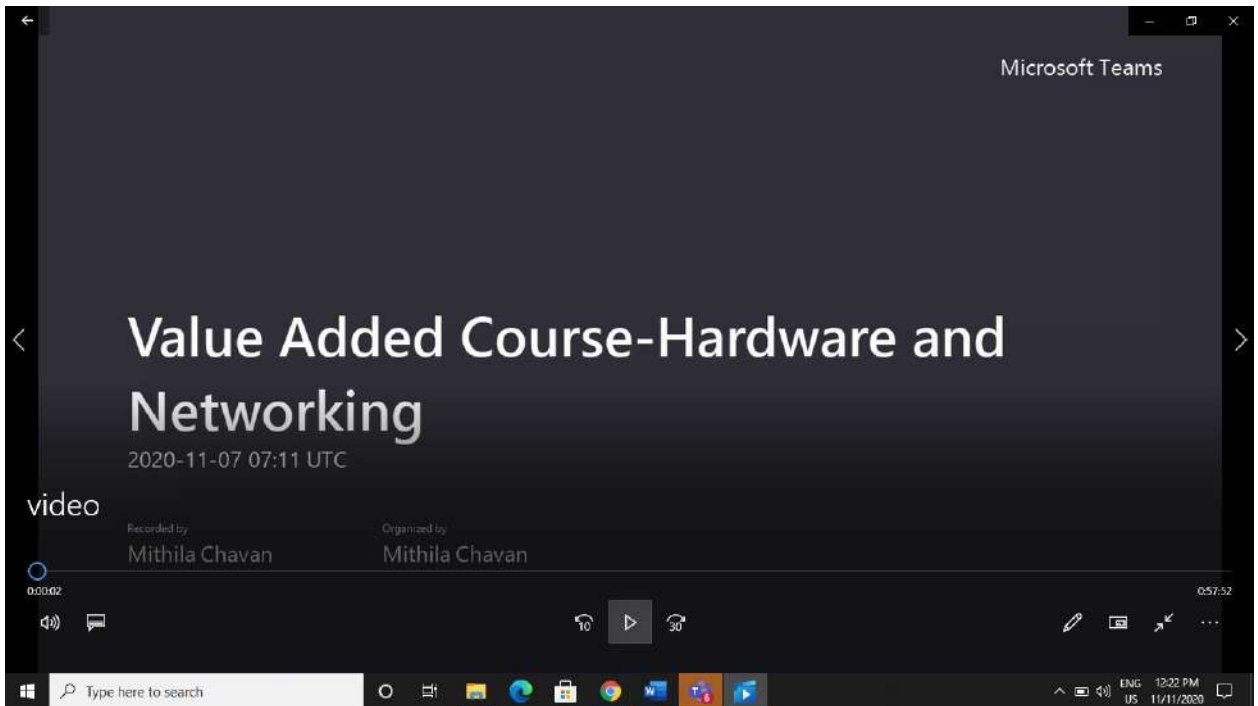 Microsoft Teams
Value Added Course-Hardware and
Networking
2020-11-07 07:11 UTC
video
Recorded by
Organized by
Mithila Chavan
Mithila Chavan
0:00:02
0:57:52
10
30
Type here to search
ENG
US
12:22 PM
11/11/2020